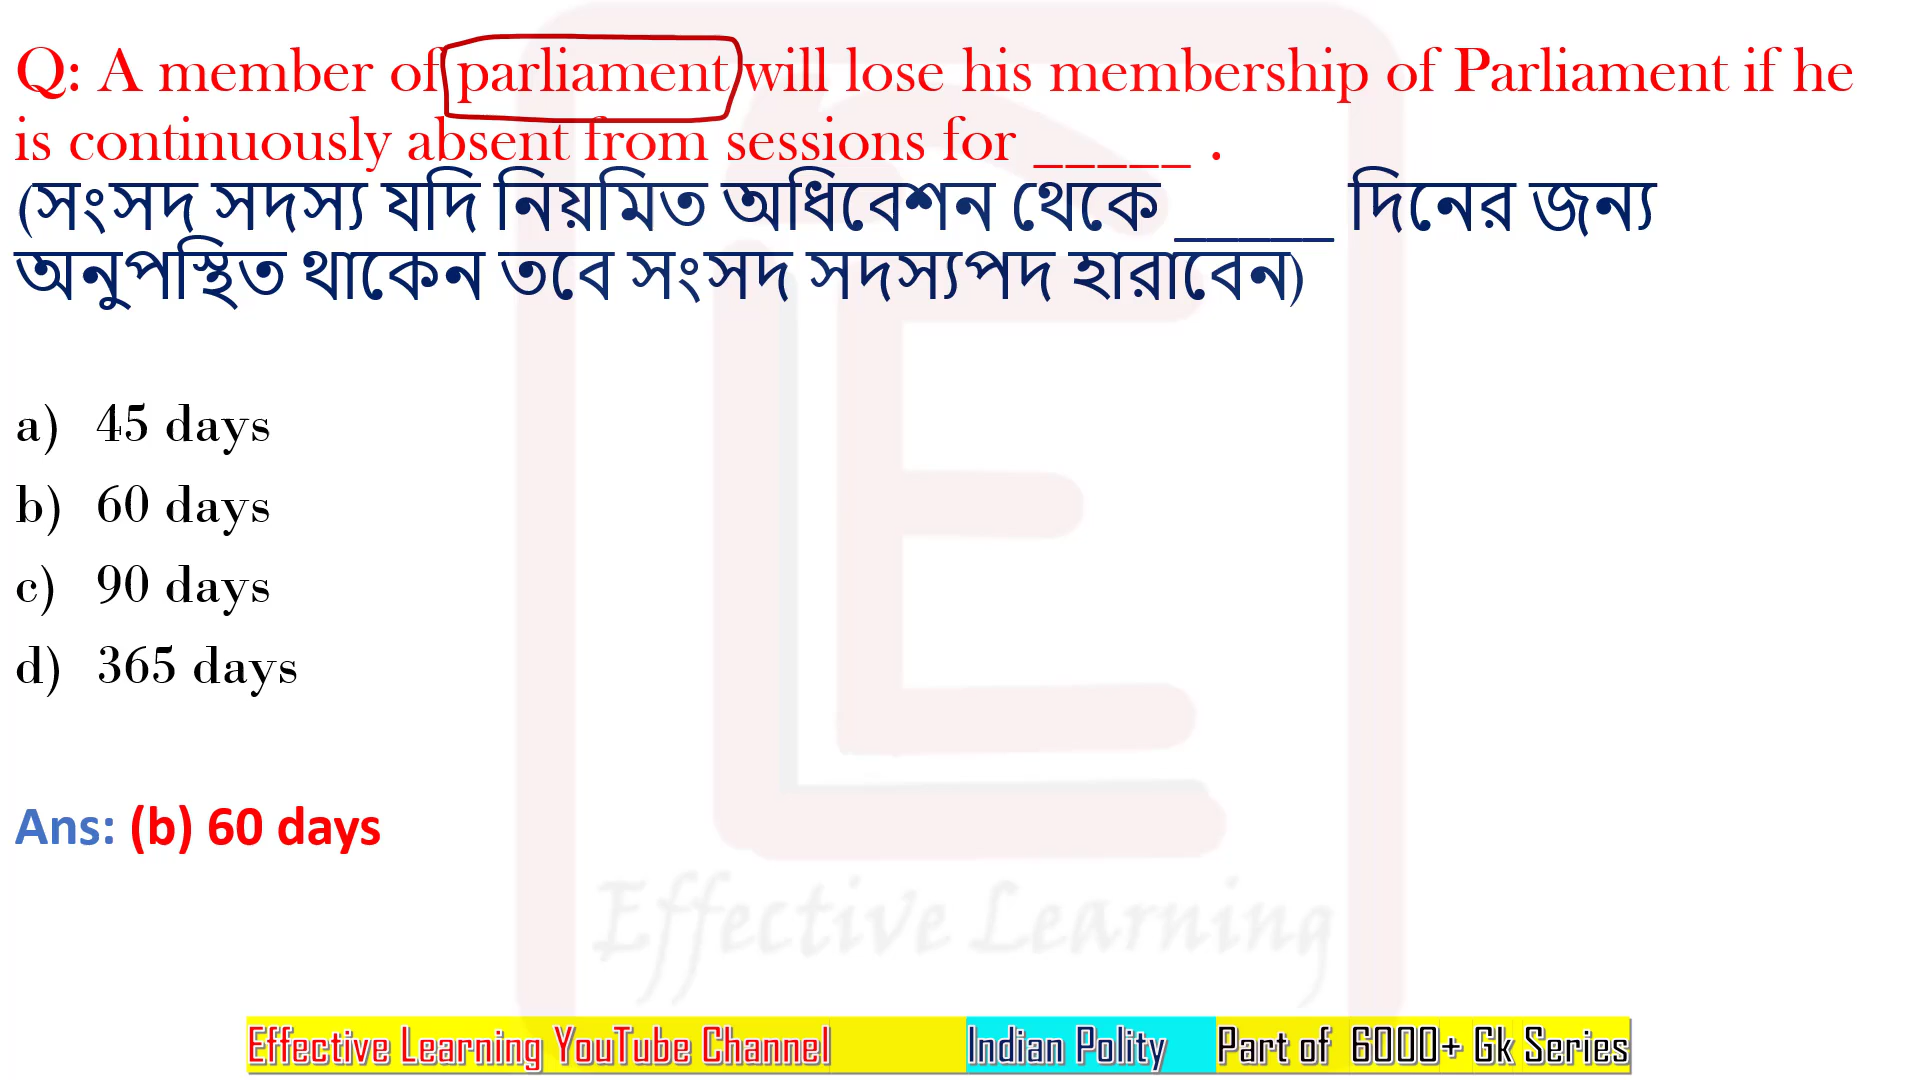 Q: A member of parliament will lose his membership of Parliament if he
is continuously absent from sessions for _____ .
(সংসদ সদস্য যদি নিয়মিত অধিবেশন থেকে _____ দিনের জন্য
অনুপস্থিত থাকেন তবে সংসদ সদস্যপদ হারাবেন)
a) 45 days
b) 60 days
c) 90 days
d) 365 days
Ans: (b) 60 days
Effective Learning
Effective Learning YouTube Channel Indian Polity Part of 6000+ Gk Series